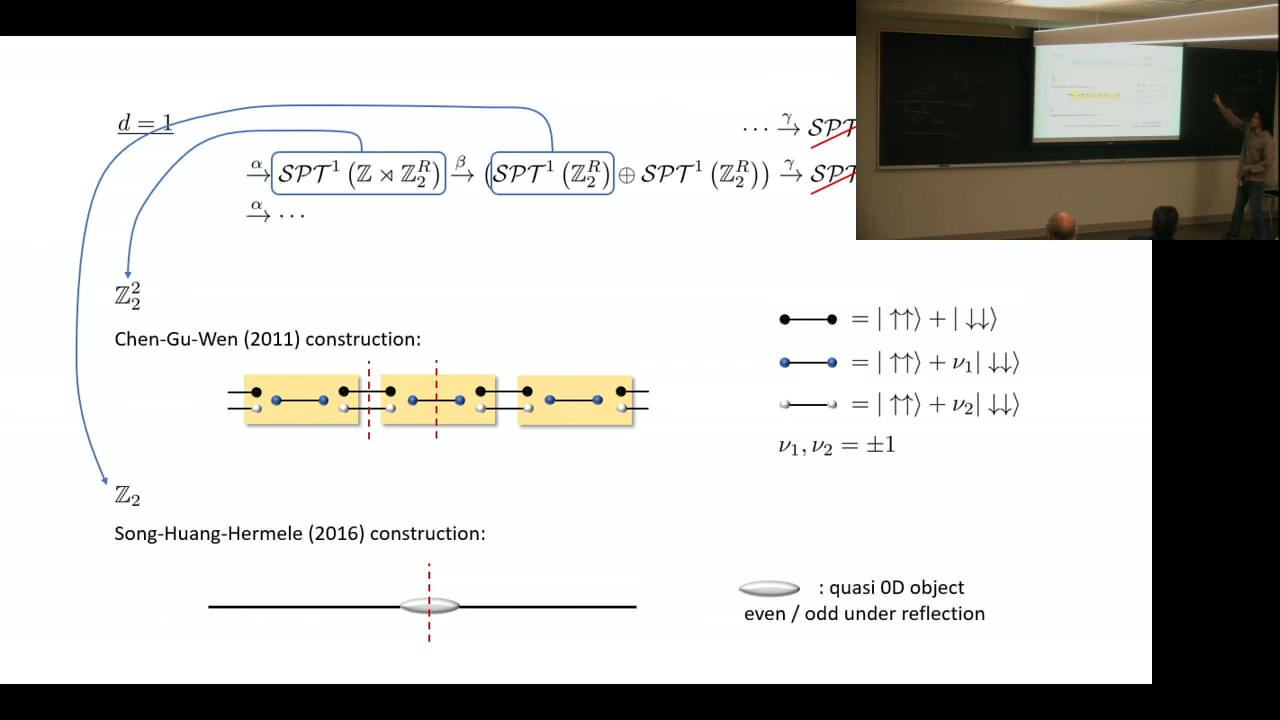 d = 1
⋯ →γ SPT
→α SPT¹ (ℤ ⋊ ℤ₂ᴿ) →β (SPT¹ (ℤ₂ᴿ) ⊕ SPT¹ (ℤ₂ᴿ)) →γ SPT
→α ⋯
ℤ₂²
Chen-Gu-Wen (2011) construction:
= | ↑↑⟩ + | ↓↓⟩
= | ↑↑⟩ + ν₁| ↓↓⟩
= | ↑↑⟩ + ν₂| ↓↓⟩
ν₁, ν₂ = ±1
ℤ₂
Song-Huang-Hermele (2016) construction:
: quasi 0D object
even / odd under reflection